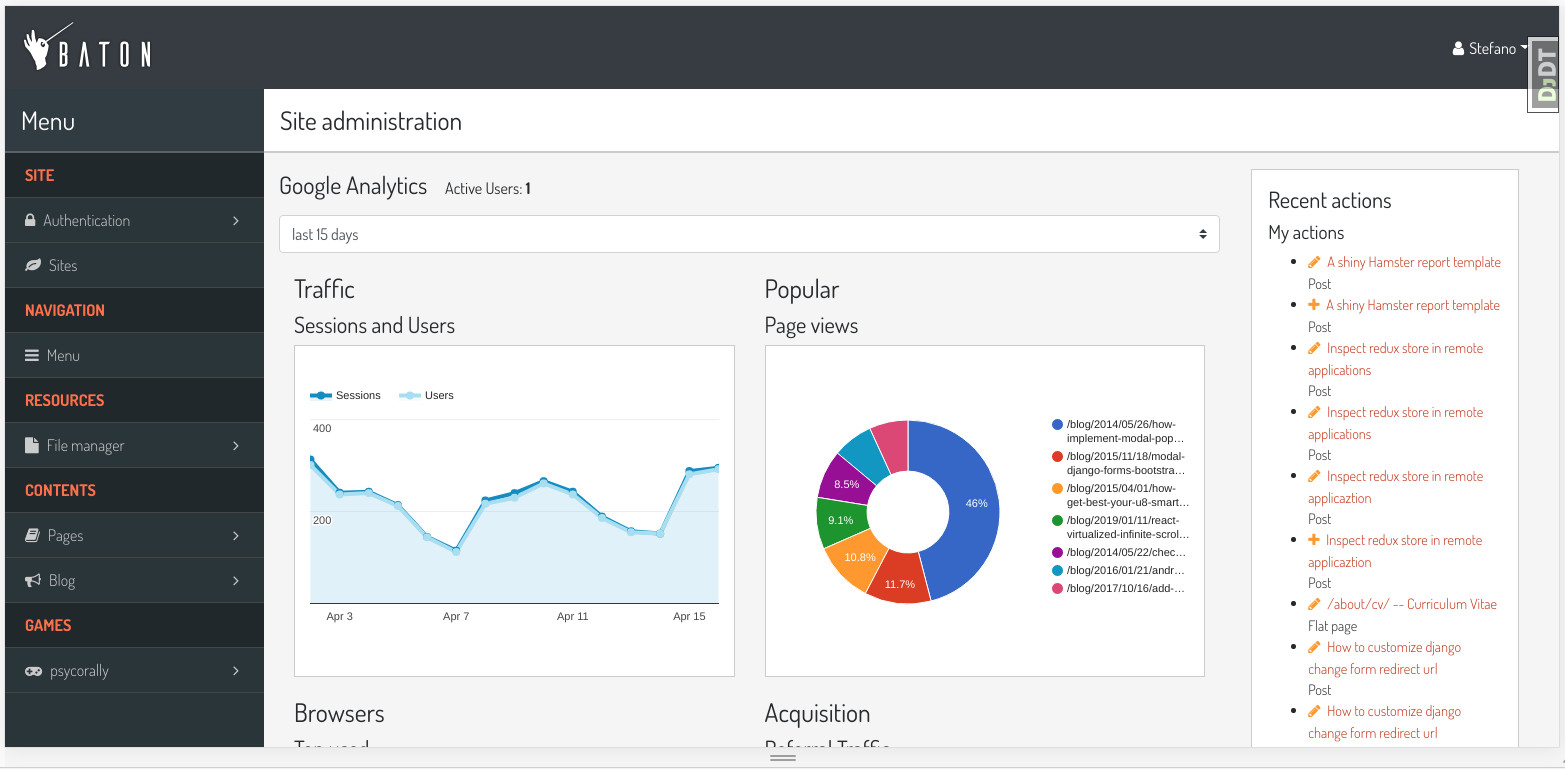 BATON
Stefano
DjDT
Menu
SITE
Authentication
Sites
NAVIGATION
Menu
RESOURCES
File manager
CONTENTS
Pages
Blog
GAMES
psycorally
Site administration
Google Analytics Active Users: 1
last 15 days
Traffic
Sessions and Users
Sessions Users
400
200
Apr 3 Apr 7 Apr 11 Apr 15
Popular
Page views
46%
11.7%
10.8%
9.1%
8.5%
/blog/2014/05/26/how-
implement-modal-pop...
/blog/2015/11/18/modal-
django-forms-bootstra...
/blog/2015/04/01/how-
get-best-your-u8-smart...
/blog/2019/01/11/react-
virtualized-infinite-scrol...
/blog/2014/05/22/chec...
/blog/2016/01/21/andr...
/blog/2017/10/16/add-...
Browsers
Top used
Acquisition
Referral Traffic
Recent actions
My actions
A shiny Hamster report template
Post
A shiny Hamster report template
Post
Inspect redux store in remote
applications
Post
Inspect redux store in remote
applications
Post
Inspect redux store in remote
applicaztion
Post
Inspect redux store in remote
applicaztion
Post
/about/cv/ -- Curriculum Vitae
Flat page
How to customize django
change form redirect url
Post
How to customize django
change form redirect url